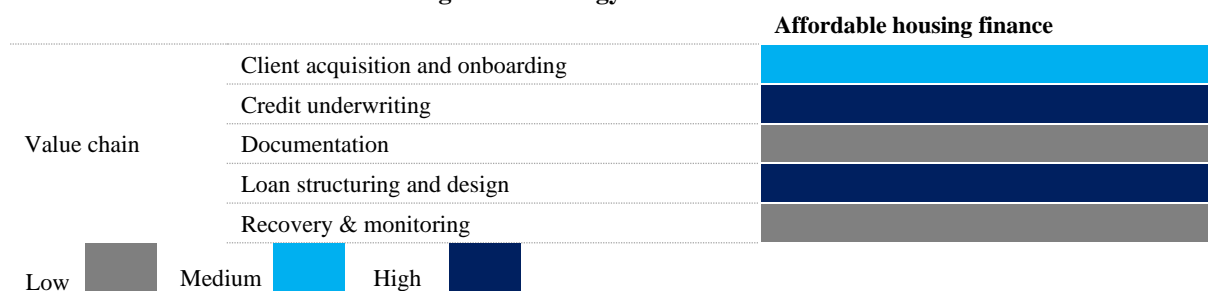 Affordable housing finance
Client acquisition and onboarding
Credit underwriting
Value chain Documentation
Loan structuring and design
Recovery & monitoring
Low Medium High